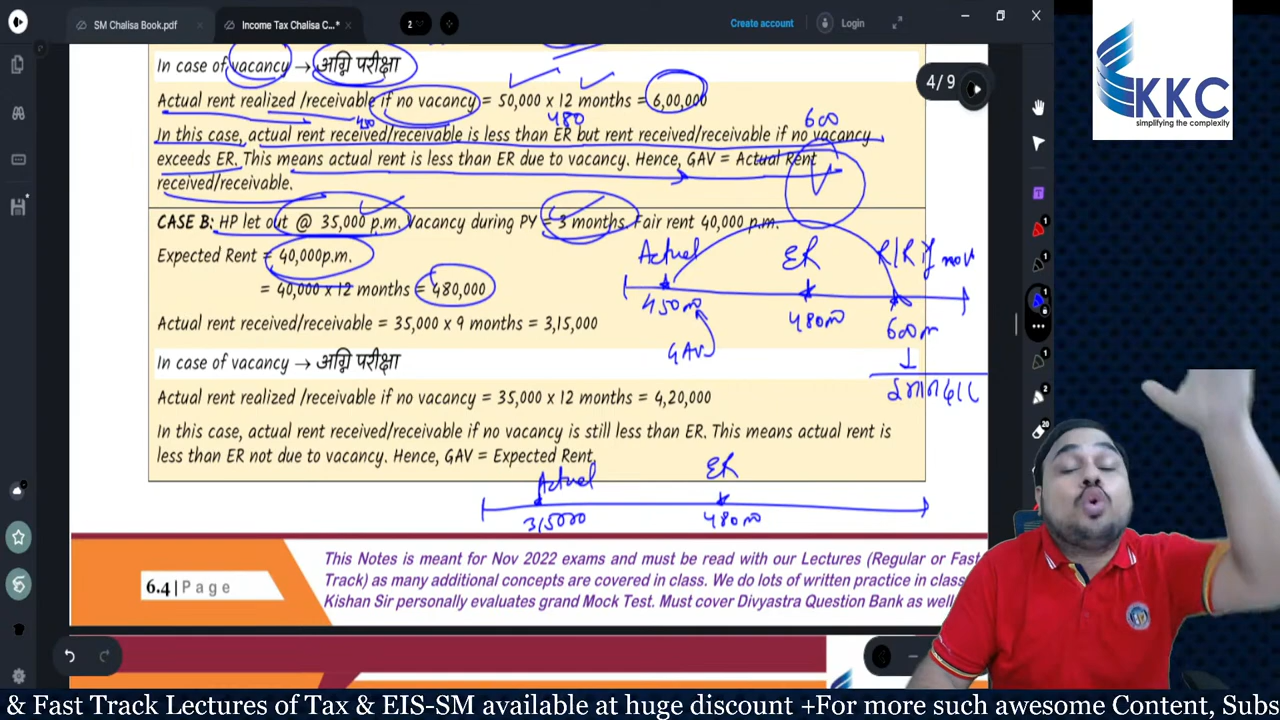 SM Chalisa Book.pdf
Income Tax Chalisa C...*
2
Create account
Login
In case of vacancy → अग्नि परीक्षा
Actual rent realized /receivable if no vacancy = 50,000 x 12 months = 6,00,000
450
480
600
In this case, actual rent received/receivable is less than ER but rent received/receivable if no vacancy
exceeds ER. This means actual rent is less than ER due to vacancy. Hence, GAV = Actual Rent
received/receivable.
CASE B: HP let out @ 35,000 p.m. Vacancy during PY = 3 months. Fair rent 40,000 p.m.
Expected Rent = 40,000p.m.
= 40,000 x 12 months = 480,000
Actual ER R/R if
GAV
Actual rent received/receivable = 35,000 x 9 months = 3,15,000
In case of vacancy → अग्नि परीक्षा
Actual rent realized /receivable if no vacancy = 35,000 x 12 months = 4,20,000
In this case, actual rent received/receivable if no vacancy is still less than ER. This means actual rent is
less than ER not due to vacancy. Hence, GAV = Expected Rent.
Actual ER
This Notes is meant for Nov 2022 exams and must be read with our Lectures (Regular or Fast
Track) as many additional concepts are covered in class. We do lots of written practice in class
Kishan Sir personally evaluates grand Mock Test. Must cover Divyastra Question Bank as well
6.4 | Page
4/9
KKC
simplifying the complexity
& Fast Track Lectures of Tax & EIS-SM available at huge discount +For more such awesome Content, Subs